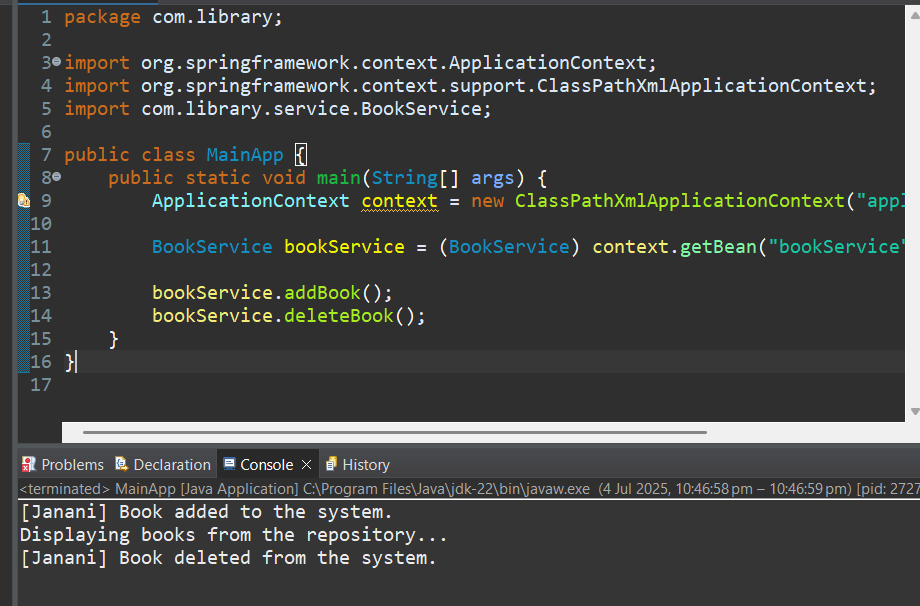 1 package com.library;
2
3 import org.springframework.context.ApplicationContext;
4 import org.springframework.context.support.ClassPathXmlApplicationContext;
5 import com.library.service.BookService;
6
7 public class MainApp {
8     public static void main(String[] args) {
9         ApplicationContext context = new ClassPathXmlApplicationContext("appl
10
11         BookService bookService = (BookService) context.getBean("bookService"
12
13         bookService.addBook();
14         bookService.deleteBook();
15     }
16 }
17
Problems Declaration Console History
<terminated> MainApp [Java Application] C:\Program Files\Java\jdk-22\bin\javaw.exe (4 Jul 2025, 10:46:58 pm – 10:46:59 pm) [pid: 2727
[Janani] Book added to the system.
Displaying books from the repository...
[Janani] Book deleted from the system.